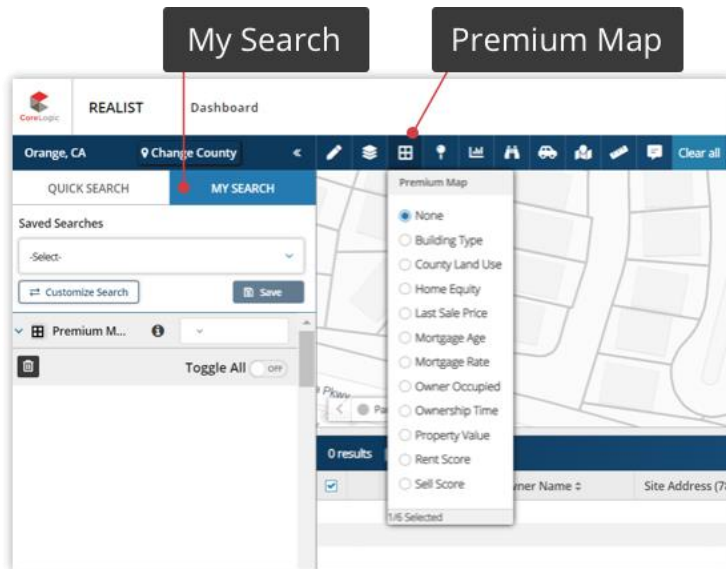 My Search
Premium Map
CoreLogic
REALIST
Dashboard
Orange, CA
Change County
«
Clear all
QUICK SEARCH
MY SEARCH
Saved Searches
-Select-
Customize Search
Save
Premium M...
Toggle All
OFF
Premium Map
None
Building Type
County Land Use
Home Equity
Last Sale Price
Mortgage Age
Mortgage Rate
Owner Occupied
Ownership Time
Property Value
Rent Score
Sell Score
1/6 Selected
Pkwy
0 results
Name
Site Address